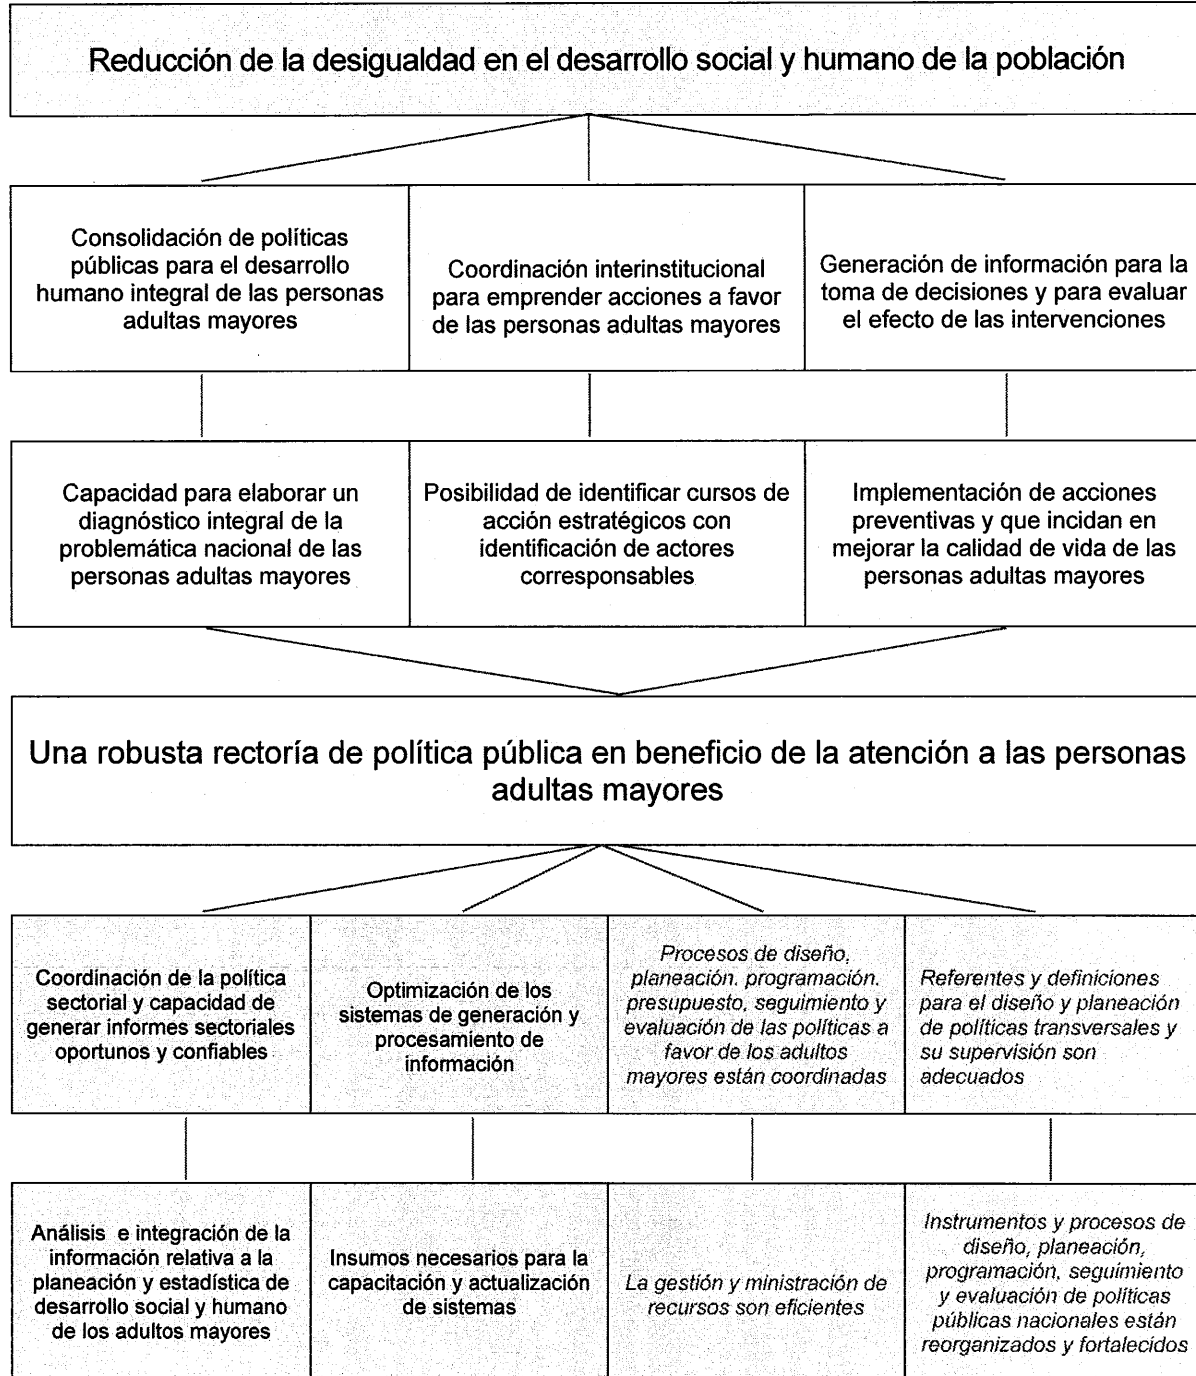 Reducción de la desigualdad en el desarrollo social y humano de la población
Consolidación de políticas
públicas para el desarrollo
humano integral de las personas
adultas mayores
Coordinación interinstitucional
para emprender acciones a favor
de las personas adultas mayores
Generación de información para la
toma de decisiones y para evaluar
el efecto de las intervenciones
Capacidad para elaborar un
diagnóstico integral de la
problemática nacional de las
personas adultas mayores
Posibilidad de identificar cursos de
acción estratégicos con
identificación de actores
corresponsables
Implementación de acciones
preventivas y que incidan en
mejorar la calidad de vida de las
personas adultas mayores
Una robusta rectoría de política pública en beneficio de la atención a las personas
adultas mayores
Coordinación de la política
sectorial y capacidad de
generar informes sectoriales
oportunos y confiables
Optimización de los
sistemas de generación y
procesamiento de
información
Procesos de diseño,
planeación. programación.
presupuesto, seguimiento y
evaluación de las políticas a
favor de los adultos
mayores están coordinadas
Referentes y definiciones
para el diseño y planeación
de políticas transversales y
su supervisión son
adecuados
Análisis e integración de la
información relativa a la
planeación y estadística de
desarrollo social y humano
de los adultos mayores
Insumos necesarios para la
capacitación y actualización
de sistemas
La gestión y ministración de
recursos son eficientes
Instrumentos y procesos de
diseño, planeación,
programación, seguimiento
y evaluación de políticas
públicas nacionales están
reorganizados y fortalecidos